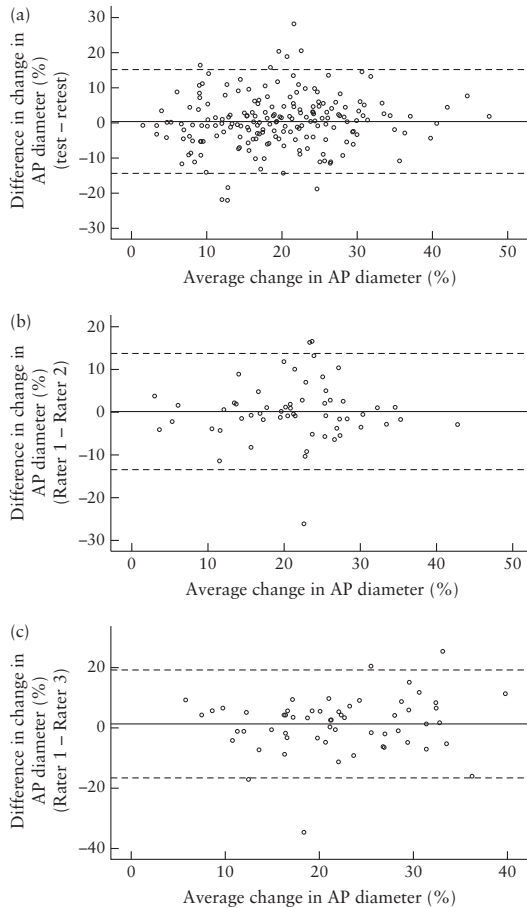 (a)
Difference in change in
AP diameter (%)
(test – retest)
30
20
10
0
–10
–20
–30
0 10 20 30 40 50
Average change in AP diameter (%)
(b)
Difference in change in
AP diameter (%)
(Rater 1 – Rater 2)
20
10
0
–10
–20
–30
0 10 20 30 40 50
Average change in AP diameter (%)
(c)
Difference in change in
AP diameter (%)
(Rater 1 – Rater 3)
20
0
–20
–40
0 10 20 30 40
Average change in AP diameter (%)